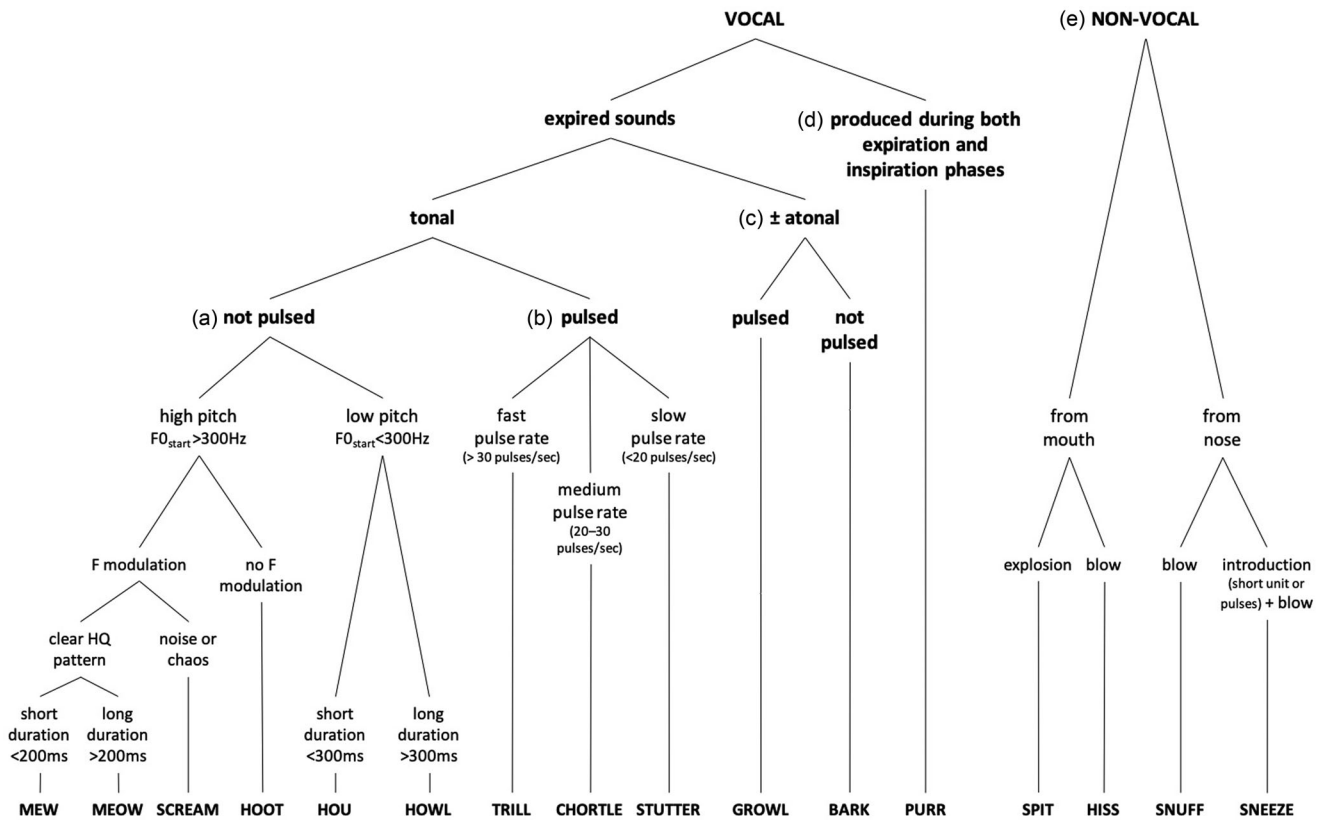 VOCAL
(e) NON-VOCAL
expired sounds
(d) produced during both
expiration and
inspiration phases
tonal
(c) ± atonal
(a) not pulsed
(b) pulsed
pulsed
not
pulsed
high pitch
F0start>300Hz
low pitch
F0start<300Hz
fast
pulse rate
(> 30 pulses/sec)
slow
pulse rate
(<20 pulses/sec)
from
mouth
from
nose
medium
pulse rate
(20–30
pulses/sec)
F modulation
no F
modulation
explosion
blow
blow
introduction
(short unit or
pulses) + blow
clear HQ
pattern
noise or
chaos
short
duration
<200ms
long
duration
>200ms
short
duration
<300ms
long
duration
>300ms
MEW
MEOW
SCREAM
HOOT
HOU
HOWL
TRILL
CHORTLE
STUTTER
GROWL
BARK
PURR
SPIT
HISS
SNUFF
SNEEZE